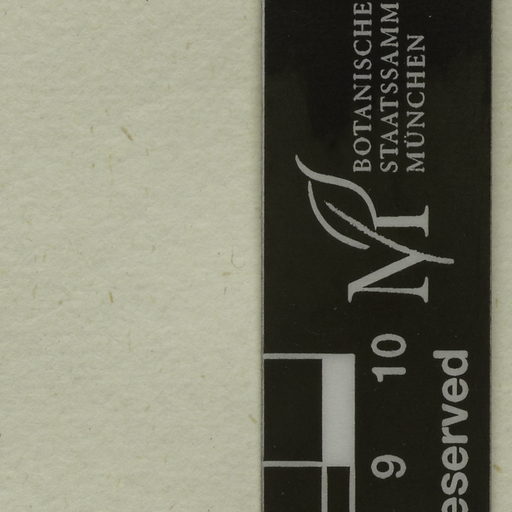 BOTANISCHE
STAATSSAMM
MÜNCHEN
M
9 10
eserved